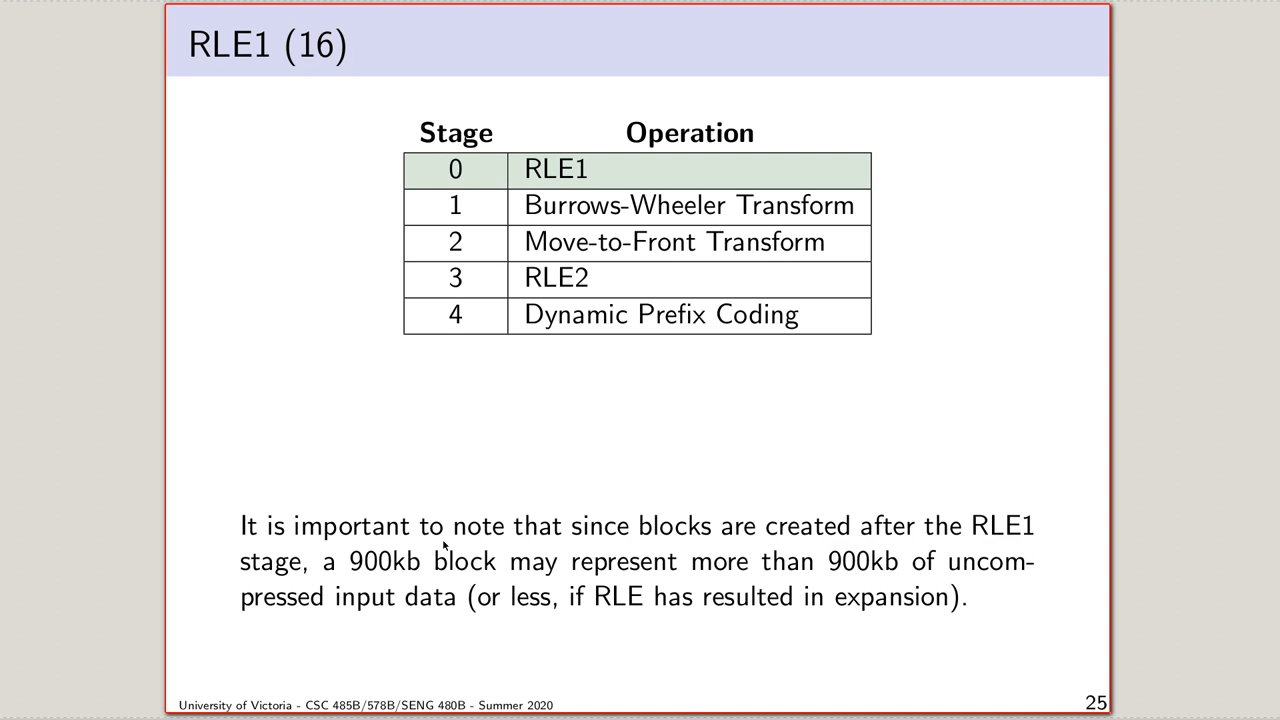 RLE1 (16)
Stage Operation
0 RLE1
1 Burrows-Wheeler Transform
2 Move-to-Front Transform
3 RLE2
4 Dynamic Prefix Coding
It is important to note that since blocks are created after the RLE1
stage, a 900kb block may represent more than 900kb of uncom-
pressed input data (or less, if RLE has resulted in expansion).
University of Victoria - CSC 485B/578B/SENG 480B - Summer 2020
25